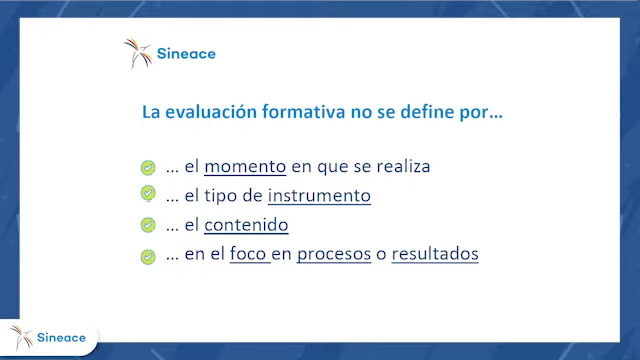 Sineace
La evaluación formativa no se define por...
... el momento en que se realiza
... el tipo de instrumento
... el contenido
... en el foco en procesos o resultados
Sineace